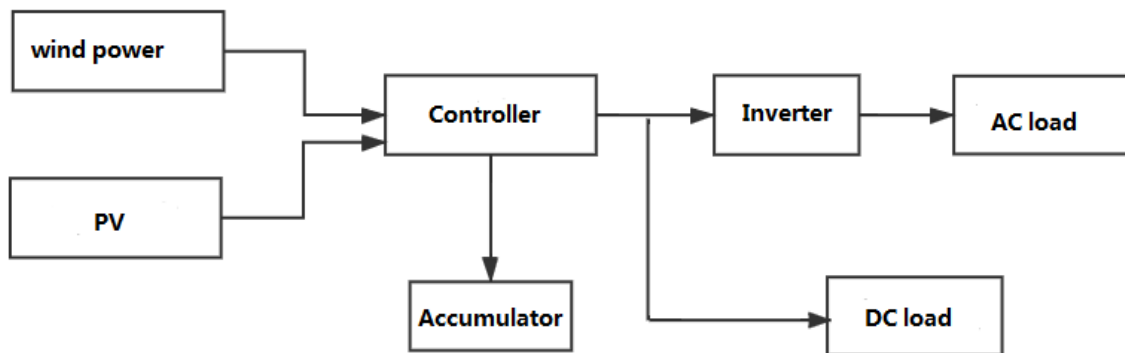 wind power
Controller
Inverter
AC load
PV
Accumulator
DC load